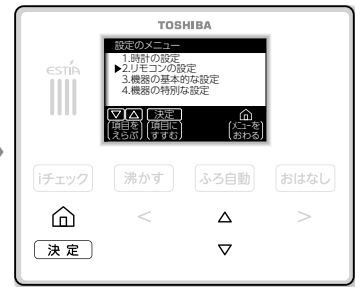 TOSHIBA
ESTÍA
設定のメニュー
1.時計の設定
▶2.リモコンの設定
3.機器の基本的な設定
4.機器の特別な設定
▽△ 決定
項目を えらぶ 項目に すすむ メニューを おわる
iチェック 沸かす ふろ自動 おはなし
< △ >
決定 ▽